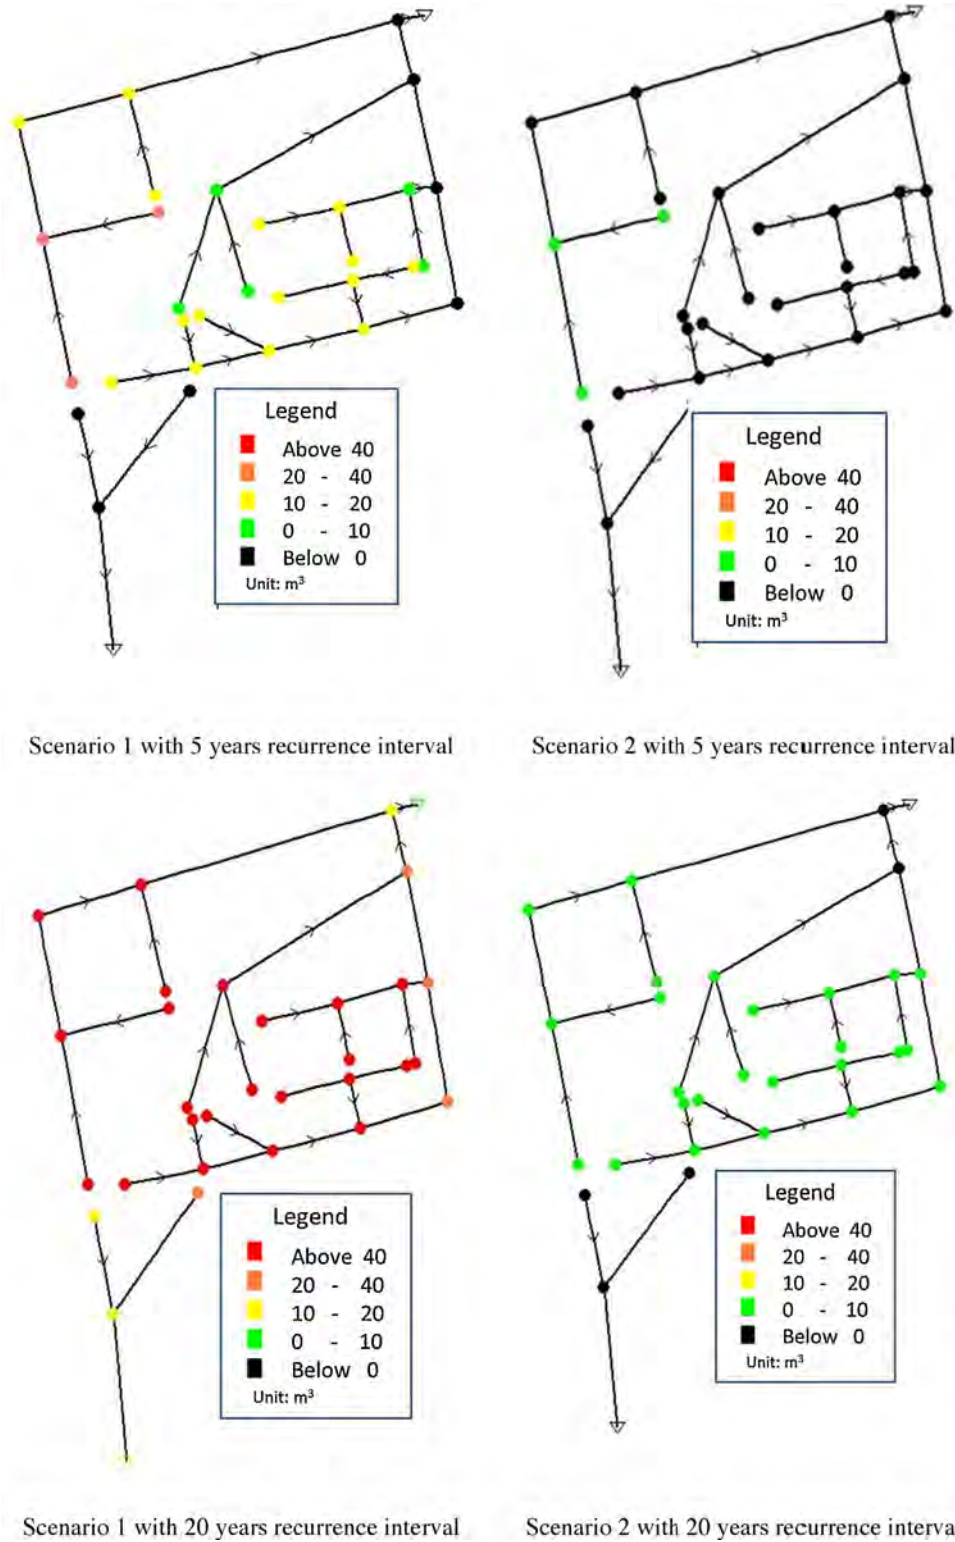 Legend
Above 40
20 - 40
10 - 20
0 - 10
Below 0
Unit: m³
Legend
Above 40
20 - 40
10 - 20
0 - 10
Below 0
Unit: m³
Scenario 1 with 5 years recurrence interval
Scenario 2 with 5 years recurrence interval
Legend
Above 40
20 - 40
10 - 20
0 - 10
Below 0
Unit: m³
Legend
Above 40
20 - 40
10 - 20
0 - 10
Below 0
Unit: m³
Scenario 1 with 20 years recurrence interval
Scenario 2 with 20 years recurrence interva